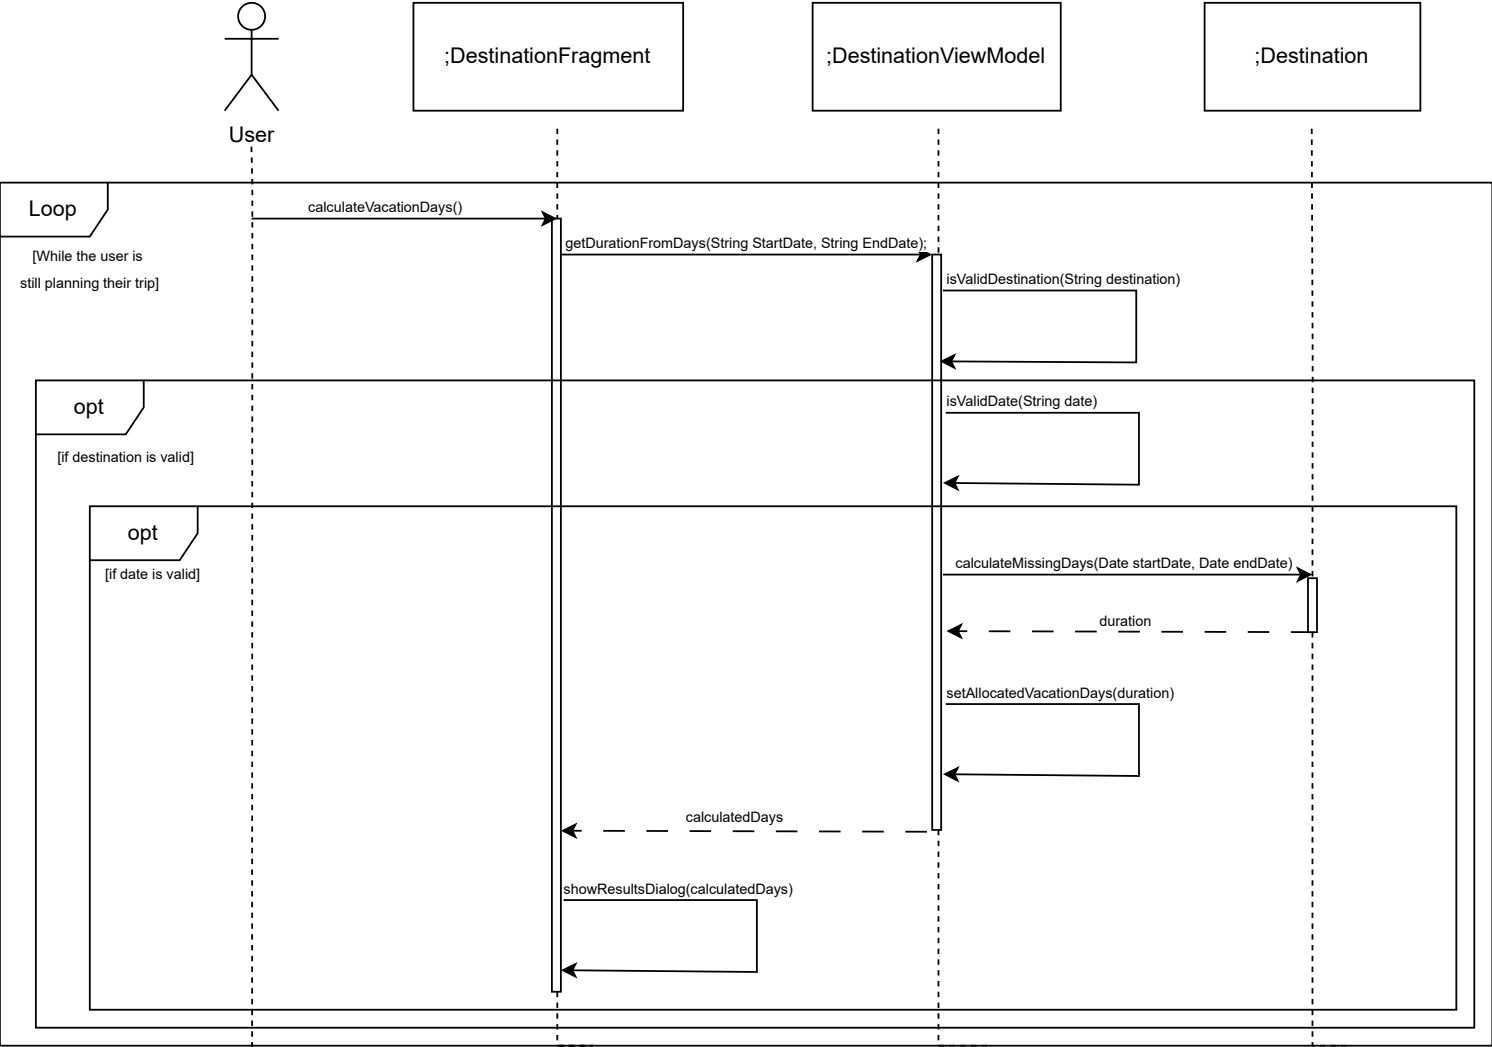 ;DestinationFragment
;DestinationViewModel
;Destination
User
Loop
calculateVacationDays()
getDurationFromDays(String StartDate, String EndDate);
[While the user is
still planning their trip]
isValidDestination(String destination)
opt
isValidDate(String date)
[if destination is valid]
opt
calculateMissingDays(Date startDate, Date endDate)
[if date is valid]
duration
setAllocatedVacationDays(duration)
calculatedDays
showResultsDialog(calculatedDays)